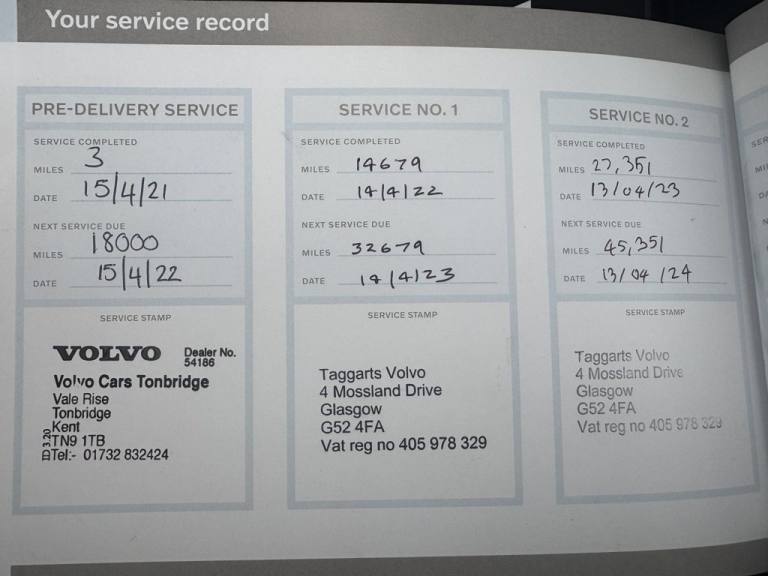 Your service record
PRE-DELIVERY SERVICE
SERVICE COMPLETED
MILES 3
DATE 15/4/21
NEXT SERVICE DUE
MILES 18000
DATE 15/4/22
SERVICE STAMP
VOLVO Dealer No.
54186
Volvo Cars Tonbridge
Vale Rise
Tonbridge
Kent
TN9 1TB
Tel:- 01732 832424
SERVICE NO. 1
SERVICE COMPLETED
MILES 14679
DATE 14/4/22
NEXT SERVICE DUE
MILES 32679
DATE 14/4/23
SERVICE STAMP
Taggarts Volvo
4 Mossland Drive
Glasgow
G52 4FA
Vat reg no 405 978 329
SERVICE NO. 2
SERVICE COMPLETED
MILES 27,351
DATE 13/04/23
NEXT SERVICE DUE
MILES 45,351
DATE 13/04/24
SERVICE STAMP
Taggarts Volvo
4 Mossland Drive
Glasgow
G52 4FA
Vat reg no 405 978 329